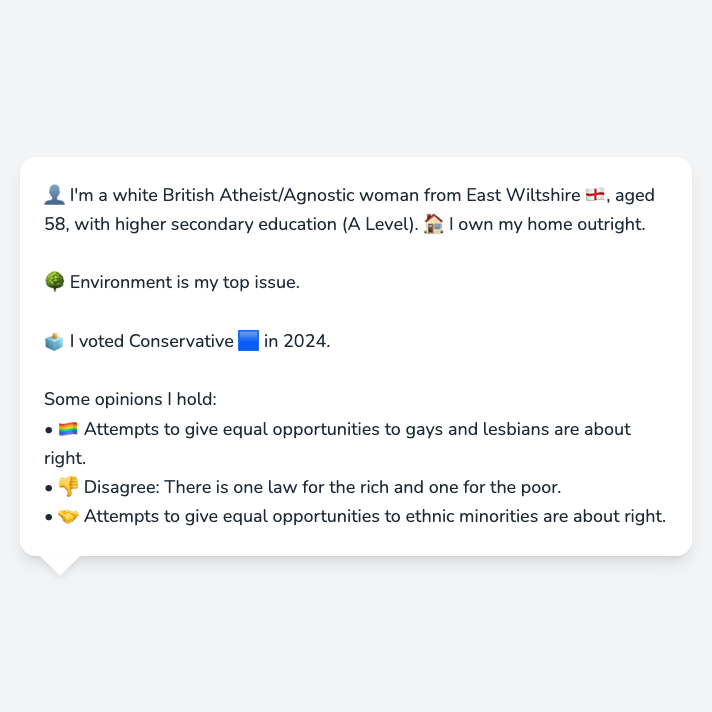 👤 I'm a white British Atheist/Agnostic woman from East Wiltshire 🏴󠁧󠁢󠁥󠁮󠁧󠁿, aged
58, with higher secondary education (A Level). 🏠 I own my home outright.
🌳 Environment is my top issue.
🗳️ I voted Conservative 🟦 in 2024.
Some opinions I hold:
• 🏳️‍🌈 Attempts to give equal opportunities to gays and lesbians are about
right.
• 👎 Disagree: There is one law for the rich and one for the poor.
• 🤝 Attempts to give equal opportunities to ethnic minorities are about right.